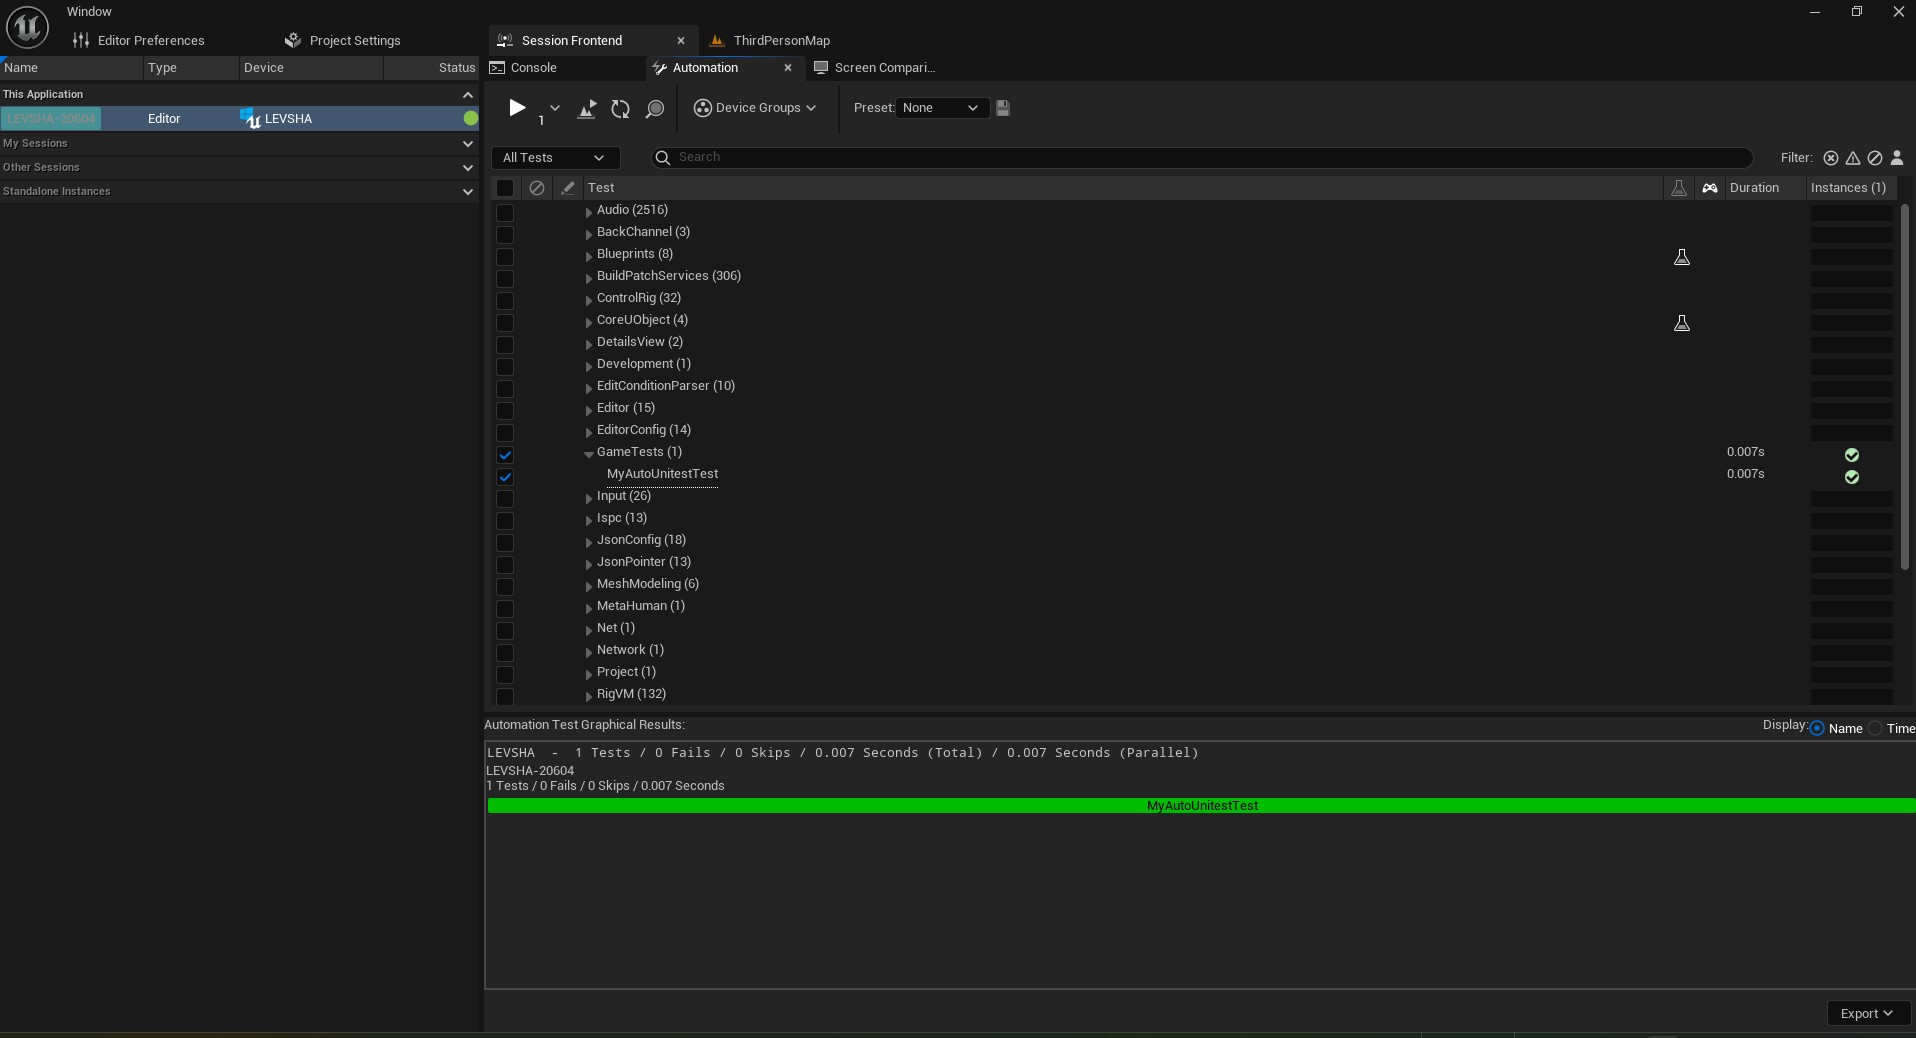 Window
Editor Preferences
Project Settings
Session Frontend
ThirdPersonMap
Name
Type
Device
Status
Console
Automation
Screen Compari...
This Application
LEVSHA-20604
Editor
LEVSHA
My Sessions
Other Sessions
Standalone Instances
1
Device Groups
Preset:
None
All Tests
Search
Filter:
Test
Duration
Instances (1)
Audio (2516)
BackChannel (3)
Blueprints (8)
BuildPatchServices (306)
ControlRig (32)
CoreUObject (4)
DetailsView (2)
Development (1)
EditConditionParser (10)
Editor (15)
EditorConfig (14)
GameTests (1)
0.007s
MyAutoUnitestTest
0.007s
Input (26)
Ispc (13)
JsonConfig (18)
JsonPointer (13)
MeshModeling (6)
MetaHuman (1)
Net (1)
Network (1)
Project (1)
RigVM (132)
Automation Test Graphical Results:
Display:
Name
Time
LEVSHA - 1 Tests / 0 Fails / 0 Skips / 0.007 Seconds (Total) / 0.007 Seconds (Parallel)
LEVSHA-20604
1 Tests / 0 Fails / 0 Skips / 0.007 Seconds
MyAutoUnitestTest
Export